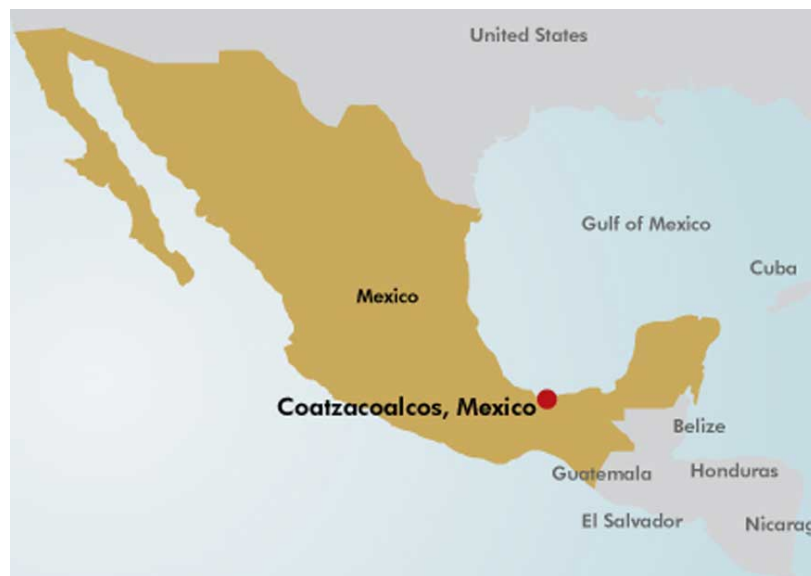 United States
Gulf of Mexico
Cuba
Mexico
Coatzacoalcos, Mexico
Belize
Guatemala
Honduras
El Salvador
Nicarag